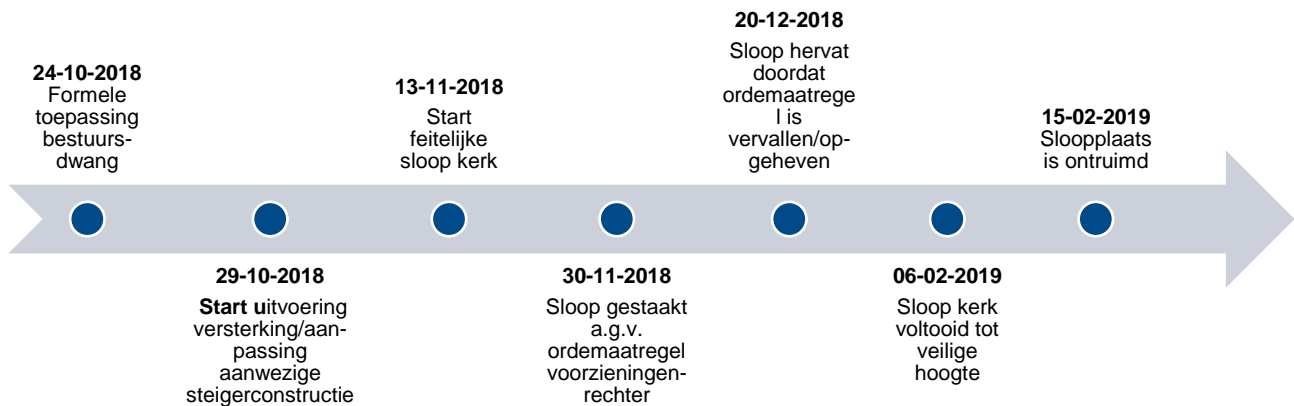 24-10-2018
Formele
toepassing
bestuurs-
dwang
29-10-2018
Start uitvoering
versterking/aan-
passing
aanwezige
steigerconstructie
13-11-2018
Start
feitelijke
sloop kerk
30-11-2018
Sloop gestaakt
a.g.v.
ordemaatregel
voorzieningen-
rechter
20-12-2018
Sloop hervat
doordat
ordemaatrege
l is
vervallen/op-
geheven
06-02-2019
Sloop kerk
voltooid tot
veilige
hoogte
15-02-2019
Sloopplaats
is ontruimd